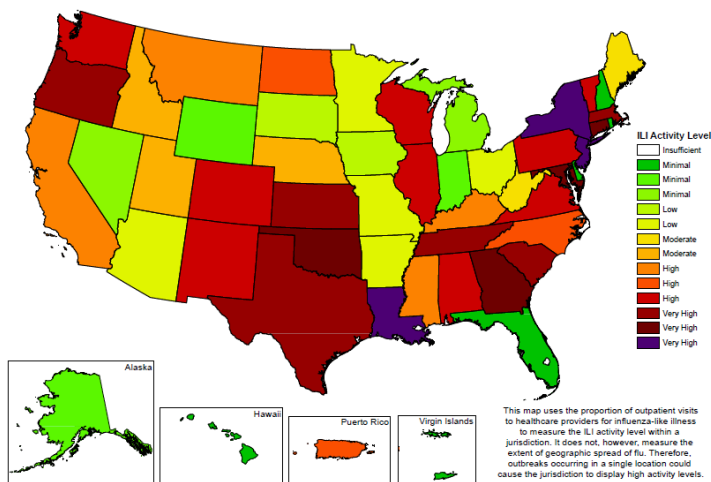 ILI Activity Level
Insufficient
Minimal
Minimal
Minimal
Low
Low
Moderate
Moderate
High
High
High
Very High
Very High
Very High
Alaska
Hawaii
Puerto Rico
Virgin Islands
This map uses the proportion of outpatient visits
to healthcare providers for influenza-like illness
to measure the ILI activity level within a
jurisdiction. It does not, however, measure the
extent of geographic spread of flu. Therefore,
outbreaks occurring in a single location could
cause the jurisdiction to display high activity levels.